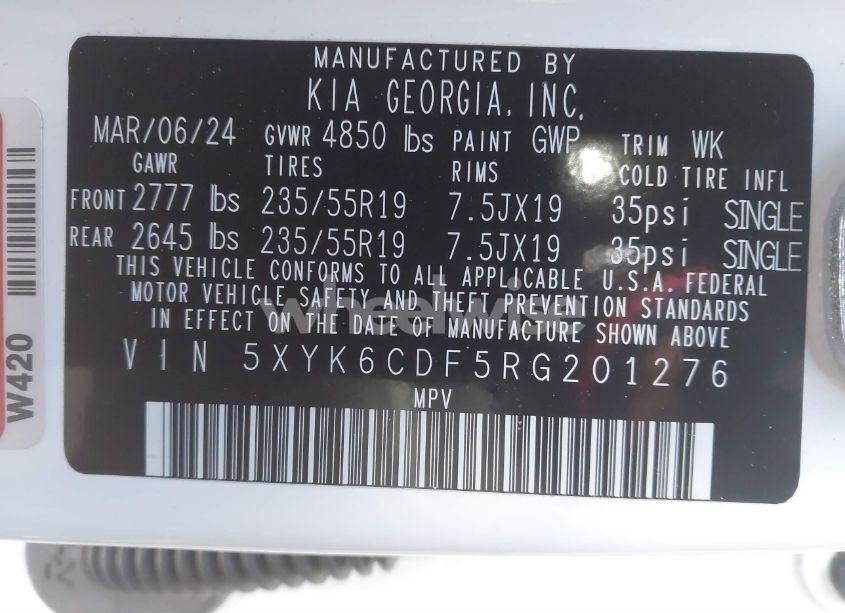 MANUFACTURED BY
KIA GEORGIA, INC.
MAR/06/24 GVWR 4850 lbs PAINT GWP TRIM WK
GAWR TIRES RIMS COLD TIRE INFL
FRONT 2777 lbs 235/55R19 7.5JX19 35psi SINGLE
REAR 2645 lbs 235/55R19 7.5JX19 35psi SINGLE
THIS VEHICLE CONFORMS TO ALL APPLICABLE U.S.A. FEDERAL
MOTOR VEHICLE SAFETY AND THEFT PREVENTION STANDARDS
IN EFFECT ON THE DATE OF MANUFACTURE SHOWN ABOVE
VIN 5XYK6CDF5RG201276
MPV
W420
wheelwise